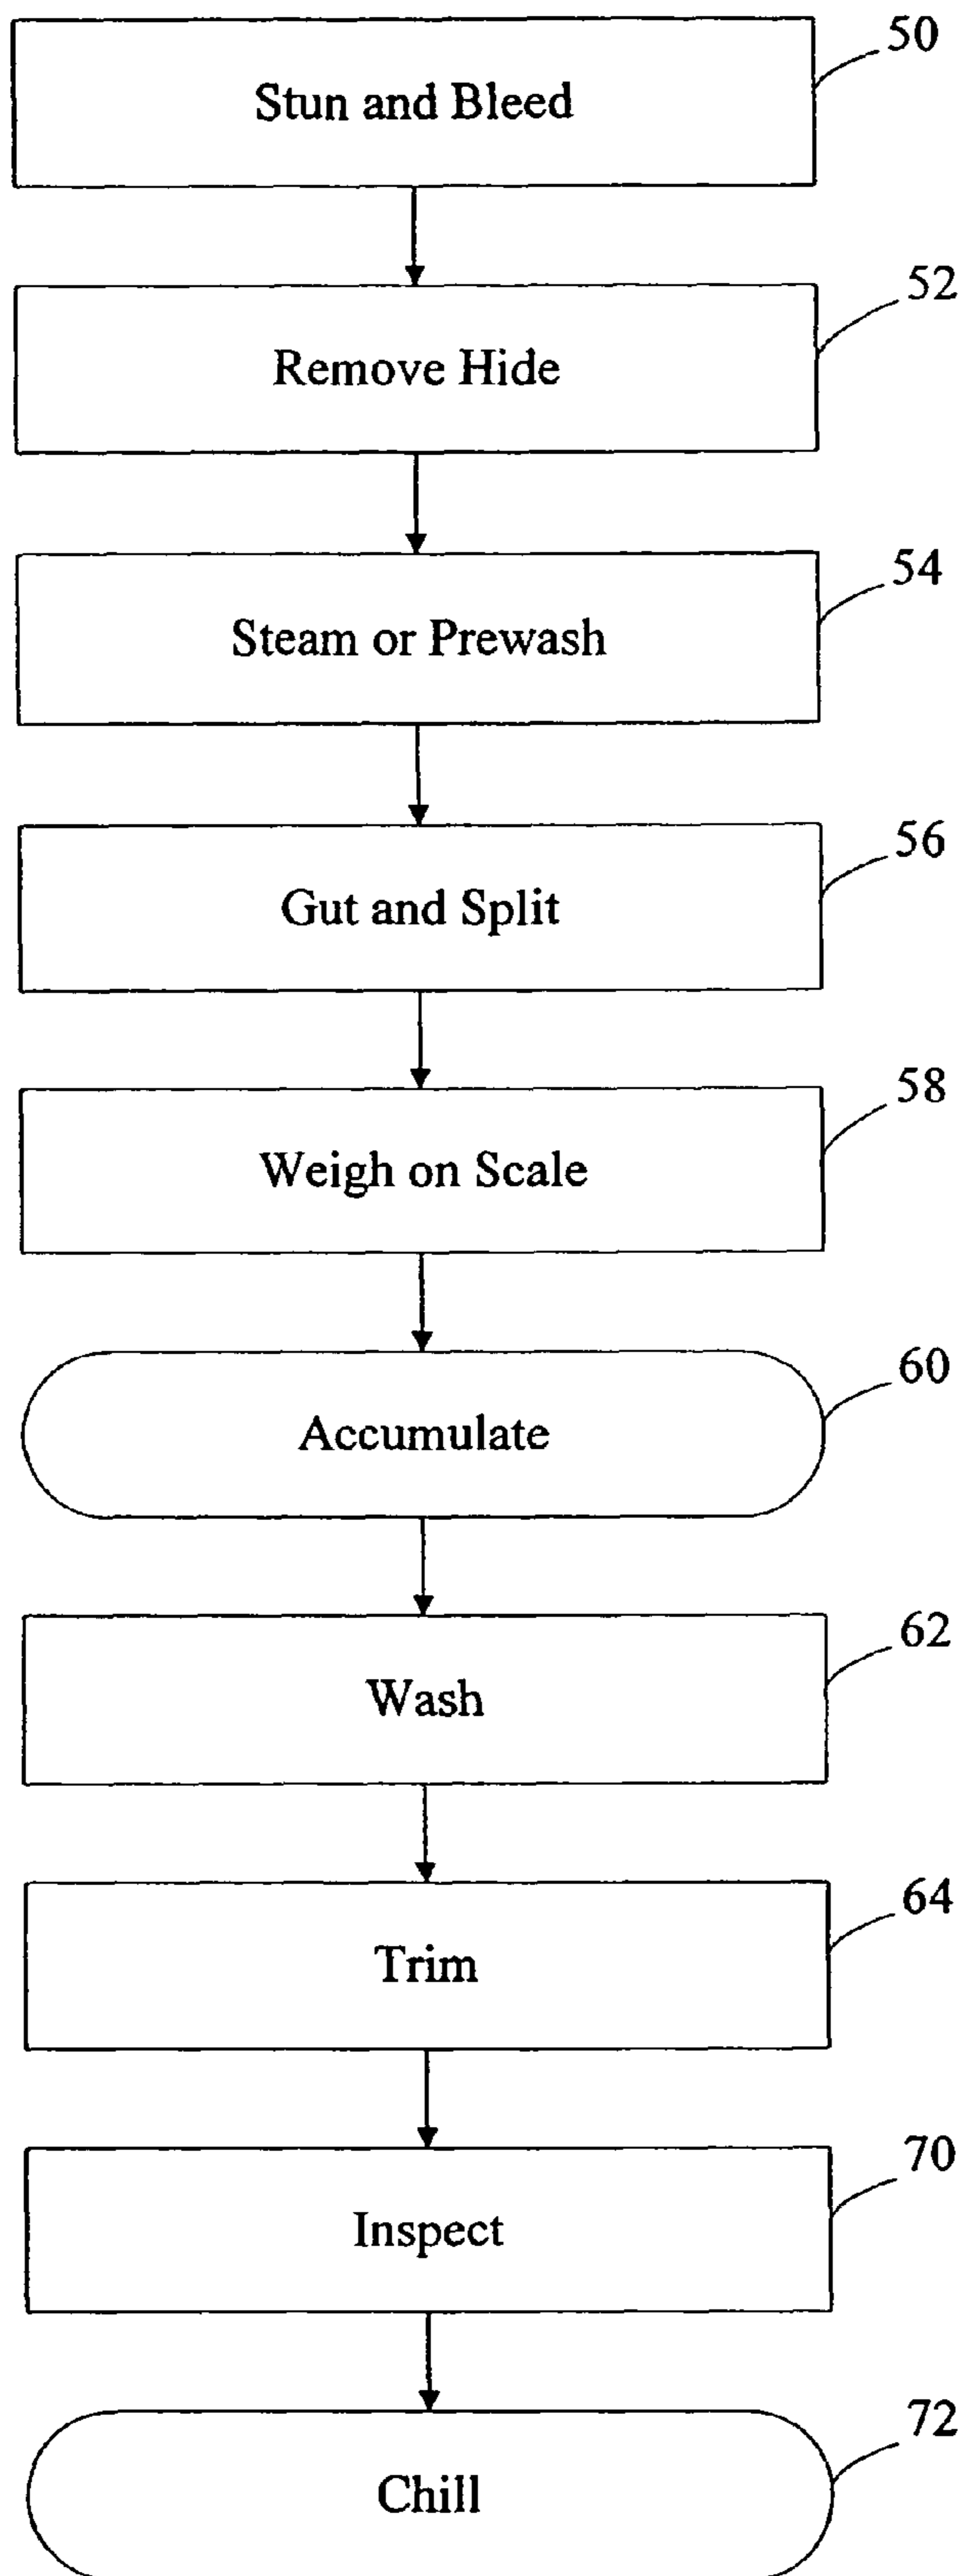 50
Stun and Bleed
52
Remove Hide
54
Steam or Prewash
56
Gut and Split
58
Weigh on Scale
60
Accumulate
62
Wash
64
Trim
70
Inspect
72
Chill